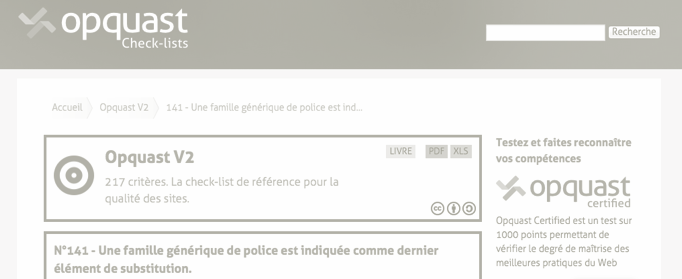 opquast
Check-lists
Recherche
Accueil Opquast V2 141 - Une famille générique de police est ind...
Opquast V2
LIVRE PDF XLS
217 critères. La check-list de référence pour la
qualité des sites.
cc
N°141 - Une famille générique de police est indiquée comme dernier
élément de substitution.
Testez et faites reconnaître
vos compétences
opquast
certified
Opquast Certified est un test sur
1000 points permettant de
vérifier le degré de maîtrise des
meilleures pratiques du Web